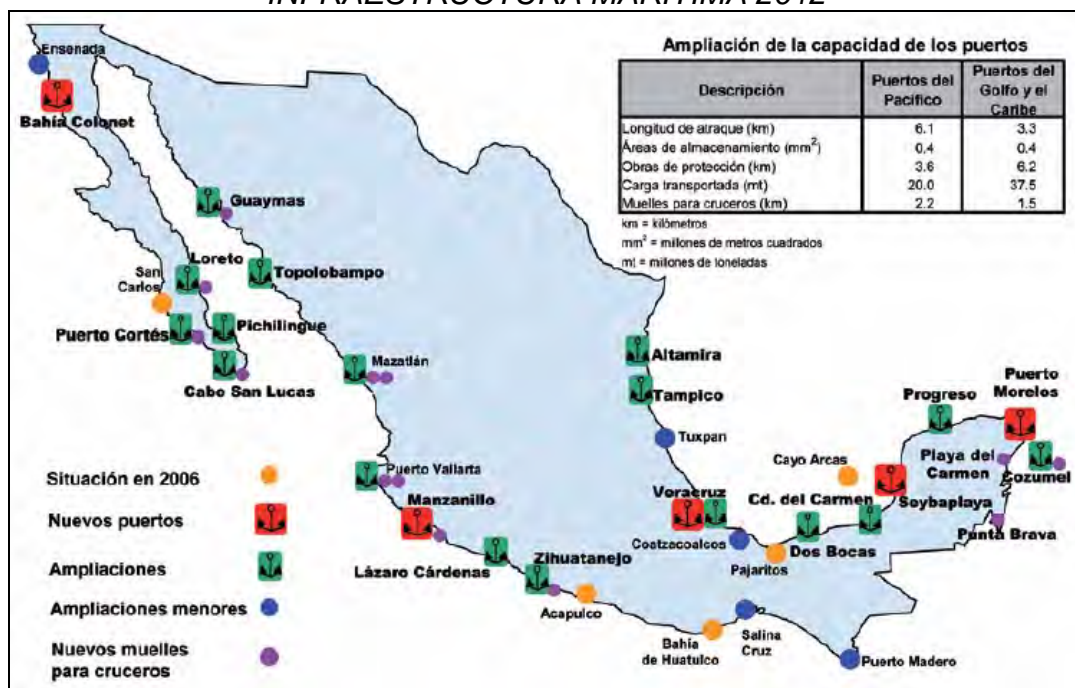 INFRAESTRUCTURA MARÍTIMA 2012
Ampliación de la capacidad de los puertos
Descripción
Puertos del
Pacífico
Puertos del
Golfo y el
Caribe
Longitud de atraque (km) 6.1 3.3
Áreas de almacenamiento (mm²) 0.4 0.4
Obras de protección (km) 3.6 6.2
Carga transportada (mt) 20.0 37.5
Muelles para cruceros (km) 2.2 1.5
km = kilómetros
mm² = millones de metros cuadrados
mt = millones de toneladas
Ensenada
Bahía Colonet
Guaymas
Loreto
Topolobampo
San
Carlos
Puerto Cortés
Pichilingue
Cabo San Lucas
Mazatlán
Altamira
Tampico
Tuxpan
Progreso
Puerto
Morelos
Cayo Arcas
Playa del
Carmen
Cozumel
Puerto Vallarta
Manzanillo
Veracruz
Cd. del Carmen
Seybaplaya
Punta Brava
Coatzacoalcos
Dos Bocas
Pajaritos
Lázaro Cárdenas
Zihuatanejo
Acapulco
Bahía
de Huatulco
Salina
Cruz
Puerto Madero
Situación en 2006
Nuevos puertos
Ampliaciones
Ampliaciones menores
Nuevos muelles
para cruceros